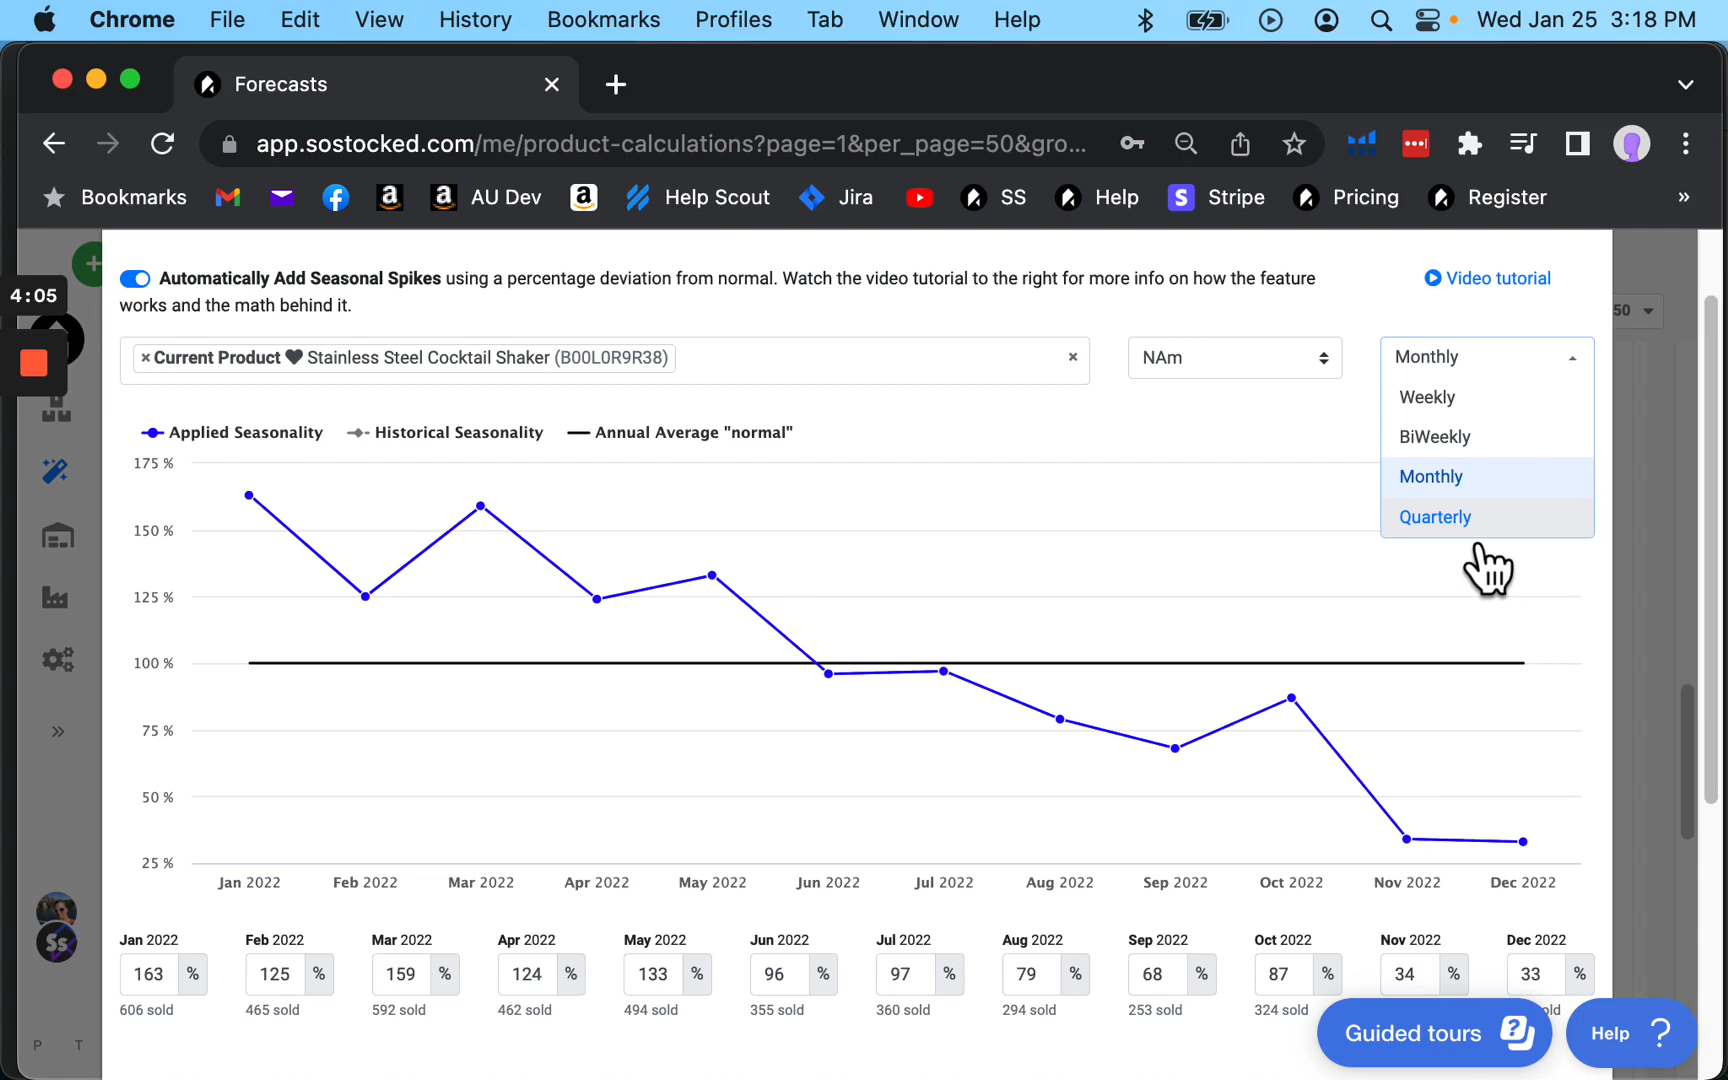 Chrome File Edit View History Bookmarks Profiles Tab Window Help Wed Jan 25 3:18 PM
Forecasts
app.sostocked.com/me/product-calculations?page=1&per_page=50&gro...
Bookmarks AU Dev Help Scout Jira SS Help Stripe Pricing Register »
Automatically Add Seasonal Spikes using a percentage deviation from normal. Watch the video tutorial to the right for more info on how the feature works and the math behind it.
Video tutorial
4:05
50
× Current Product ♥ Stainless Steel Cocktail Shaker (B00L0R9R38) ×
NAm
Monthly
Weekly
BiWeekly
Monthly
Quarterly
Applied Seasonality Historical Seasonality Annual Average "normal"
175 %
150 %
125 %
100 %
75 %
50 %
25 %
Jan 2022 Feb 2022 Mar 2022 Apr 2022 May 2022 Jun 2022 Jul 2022 Aug 2022 Sep 2022 Oct 2022 Nov 2022 Dec 2022
Ss
Jan 2022 Feb 2022 Mar 2022 Apr 2022 May 2022 Jun 2022 Jul 2022 Aug 2022 Sep 2022 Oct 2022 Nov 2022 Dec 2022
163 % 125 % 159 % 124 % 133 % 96 % 97 % 79 % 68 % 87 % 34 % 33 %
606 sold 465 sold 592 sold 462 sold 494 sold 355 sold 360 sold 294 sold 253 sold 324 sold
P T
Guided tours
Help ?